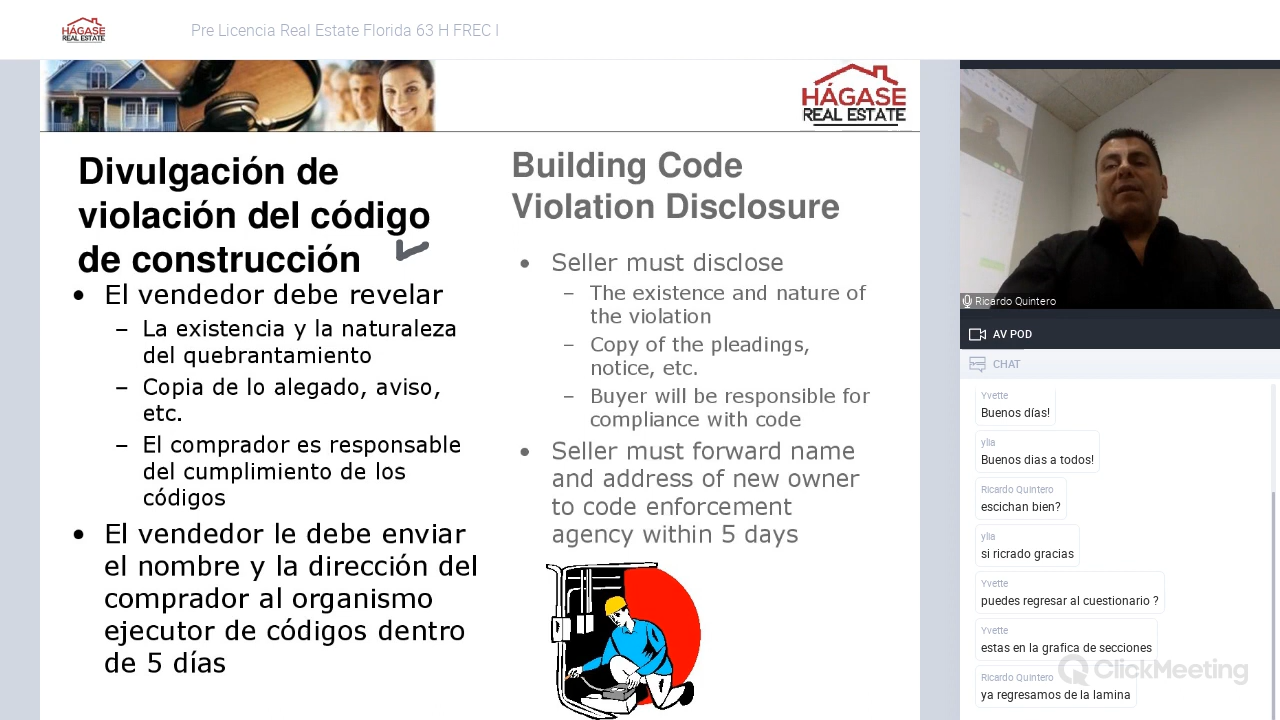 HÁGASE
REAL ESTATE
Pre Licencia Real Estate Florida 63 H FREC I
HÁGASE
REAL ESTATE
Divulgación de
violación del código
de construcción
• El vendedor debe revelar
– La existencia y la naturaleza
del quebrantamiento
– Copia de lo alegado, aviso,
etc.
– El comprador es responsable
del cumplimiento de los
códigos
• El vendedor le debe enviar
el nombre y la dirección del
comprador al organismo
ejecutor de códigos dentro
de 5 días
Building Code
Violation Disclosure
• Seller must disclose
– The existence and nature of
the violation
– Copy of the pleadings,
notice, etc.
– Buyer will be responsible for
compliance with code
• Seller must forward name
and address of new owner
to code enforcement
agency within 5 days
Ricardo Quintero
AV POD
CHAT
Yvette
Buenos días!
ylia
Buenos dias a todos!
Ricardo Quintero
escichan bien?
ylia
si ricrado gracias
Yvette
puedes regresar al cuestionario ?
Yvette
estas en la grafica de secciones
Ricardo Quintero
ya regresamos de la lamina
ClickMeeting